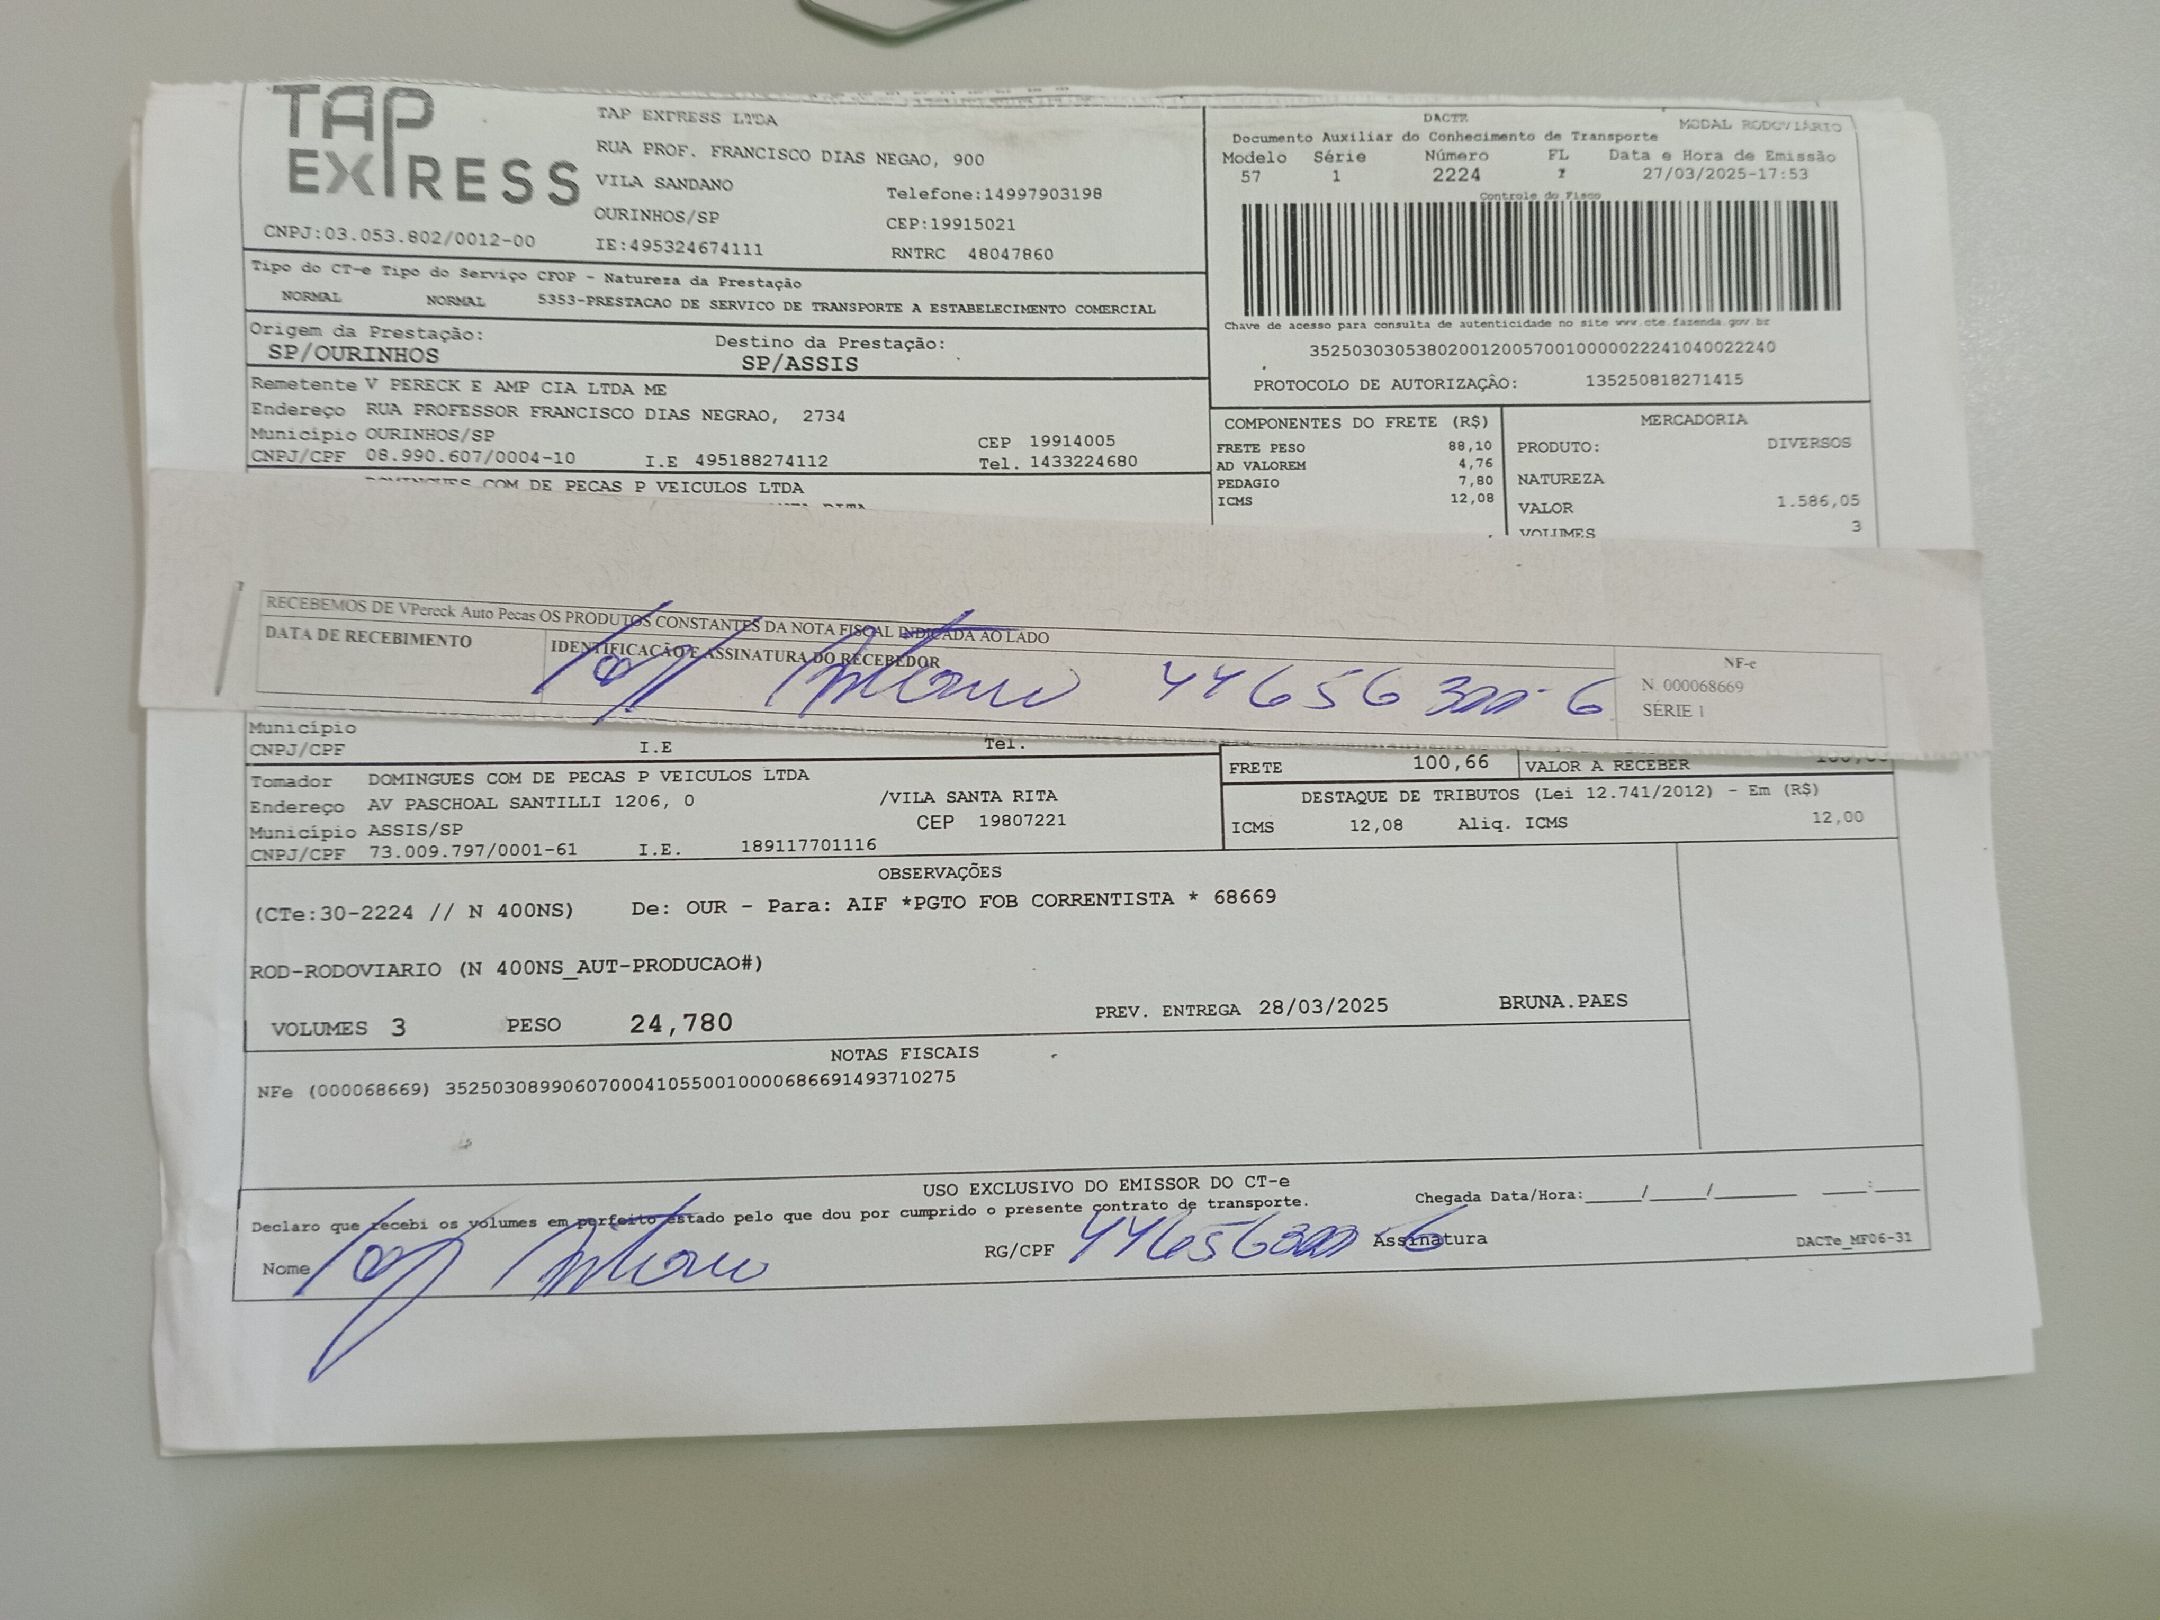 TAP EXPRESS
TAP EXPRESS LTDA
RUA PROF. FRANCISCO DIAS NEGAO, 900
VILA SANDANO Telefone:14997903198
OURINHOS/SP CEP:19915021
CNPJ:03.053.802/0012-00 IE:495324674111 RNTRC 48047860
DACTE MODAL RODOVIÁRIO
Documento Auxiliar do Conhecimento de Transporte
Modelo Série Número FL Data e Hora de Emissão
57 1 2224 1 27/03/2025-17:53
Controle do Fisco
Tipo do CT-e Tipo do Serviço CFOP - Natureza da Prestação
NORMAL NORMAL 5353-PRESTACAO DE SERVICO DE TRANSPORTE A ESTABELECIMENTO COMERCIAL
Chave de acesso para consulta de autenticidade no site www.cte.fazenda.gov.br
35250303053802001200570010000022241040022240
PROTOCOLO DE AUTORIZAÇÃO: 135250818271415
Origem da Prestação: Destino da Prestação:
SP/OURINHOS SP/ASSIS
Remetente V PERECK E AMP CIA LTDA ME
Endereço RUA PROFESSOR FRANCISCO DIAS NEGRAO, 2734
Município OURINHOS/SP CEP 19914005
CNPJ/CPF 08.990.607/0004-10 I.E 495188274112 Tel. 1433224680
DOMINGUES COM DE PECAS P VEICULOS LTDA
COMPONENTES DO FRETE (R$)
FRETE PESO 88,10
AD VALOREM 4,76
PEDAGIO 7,80
ICMS 12,08
MERCADORIA
PRODUTO: DIVERSOS
NATUREZA
VALOR 1.586,05
VOLUMES 3
RECEBEMOS DE VPereck Auto Pecas OS PRODUTOS CONSTANTES DA NOTA FISCAL INDICADA AO LADO
DATA DE RECEBIMENTO IDENTIFICAÇÃO E ASSINATURA DO RECEBEDOR
NF-e
N. 000068669
SÉRIE 1
Município
CNPJ/CPF I.E Tel.
FRETE 100,66 VALOR A RECEBER
Tomador DOMINGUES COM DE PECAS P VEICULOS LTDA
Endereço AV PASCHOAL SANTILLI 1206, 0 /VILA SANTA RITA
Município ASSIS/SP CEP 19807221
CNPJ/CPF 73.009.797/0001-61 I.E. 189117701116
DESTAQUE DE TRIBUTOS (Lei 12.741/2012) - Em (R$)
ICMS 12,08 Aliq. ICMS 12,00
OBSERVAÇÕES
(CTe:30-2224 // N 400NS) De: OUR - Para: AIF *PGTO FOB CORRENTISTA * 68669
ROD-RODOVIARIO (N 400NS_AUT-PRODUCAO#)
VOLUMES 3 PESO 24,780 PREV. ENTREGA 28/03/2025 BRUNA.PAES
NOTAS FISCAIS
NFe (000068669) 35250308990607000410550010000686691493710275
USO EXCLUSIVO DO EMISSOR DO CT-e
Declaro que recebi os volumes em perfeito estado pelo que dou por cumprido o presente contrato de transporte. Chegada Data/Hora:_____/_____/_______ ____:____
Nome RG/CPF Assinatura DACTe_MF06-31